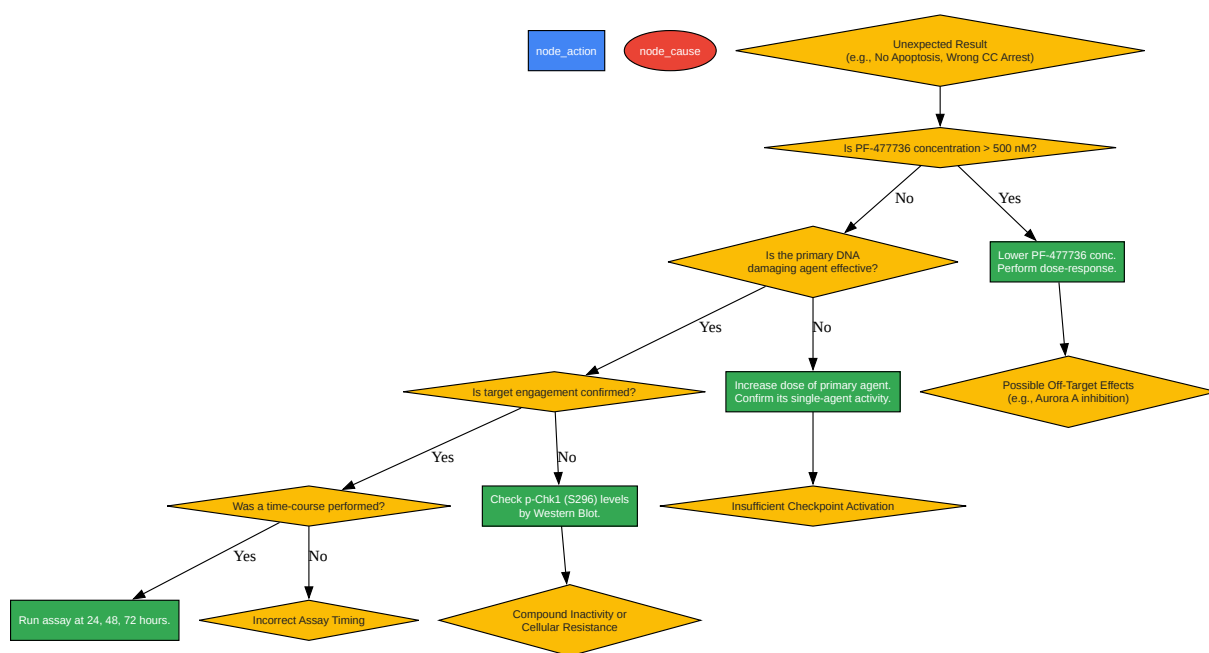 node_action
node_cause
Unexpected Result
(e.g., No Apoptosis, Wrong CC Arrest)
Is PF-477736 concentration > 500 nM?
No
Yes
Is the primary DNA
damaging agent effective?
Lower PF-477736 conc.
Perform dose-response.
Yes
No
Is target engagement confirmed?
Increase dose of primary agent.
Confirm its single-agent activity.
Possible Off-Target Effects
(e.g., Aurora A inhibition)
Yes
No
Was a time-course performed?
Check p-Chk1 (S296) levels
by Western Blot.
Insufficient Checkpoint Activation
Yes
No
Run assay at 24, 48, 72 hours.
Incorrect Assay Timing
Compound Inactivity or
Cellular Resistance